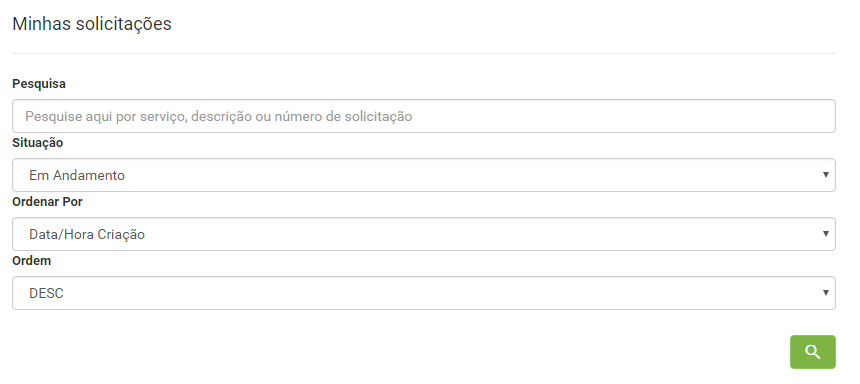 Minhas solicitações
Pesquisa
Pesquise aqui por serviço, descrição ou número de solicitação
Situação
Em Andamento
Ordenar Por
Data/Hora Criação
Ordem
DESC